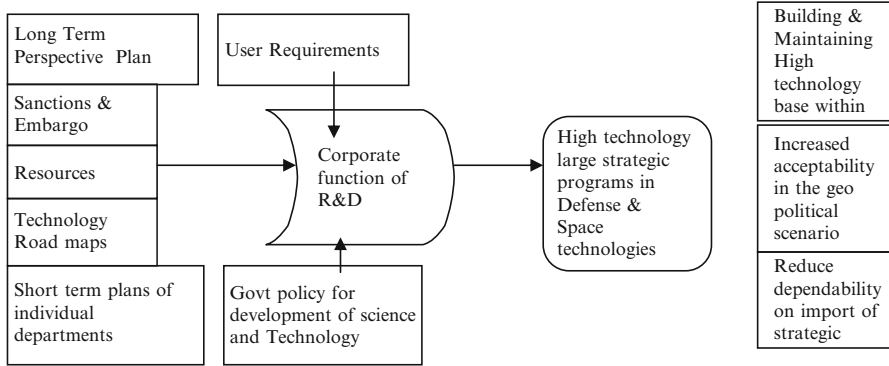 Long Term
Perspective Plan
Sanctions &
Embargo
Resources
Technology
Road maps
Short term plans of
individual
departments
User Requirements
Corporate
function of
R&D
Govt policy for
development of science
and Technology
High technology
large strategic
programs in
Defense &
Space
technologies
Building &
Maintaining
High
technology
base within
Increased
acceptability
in the geo
political
scenario
Reduce
dependability
on import of
strategic